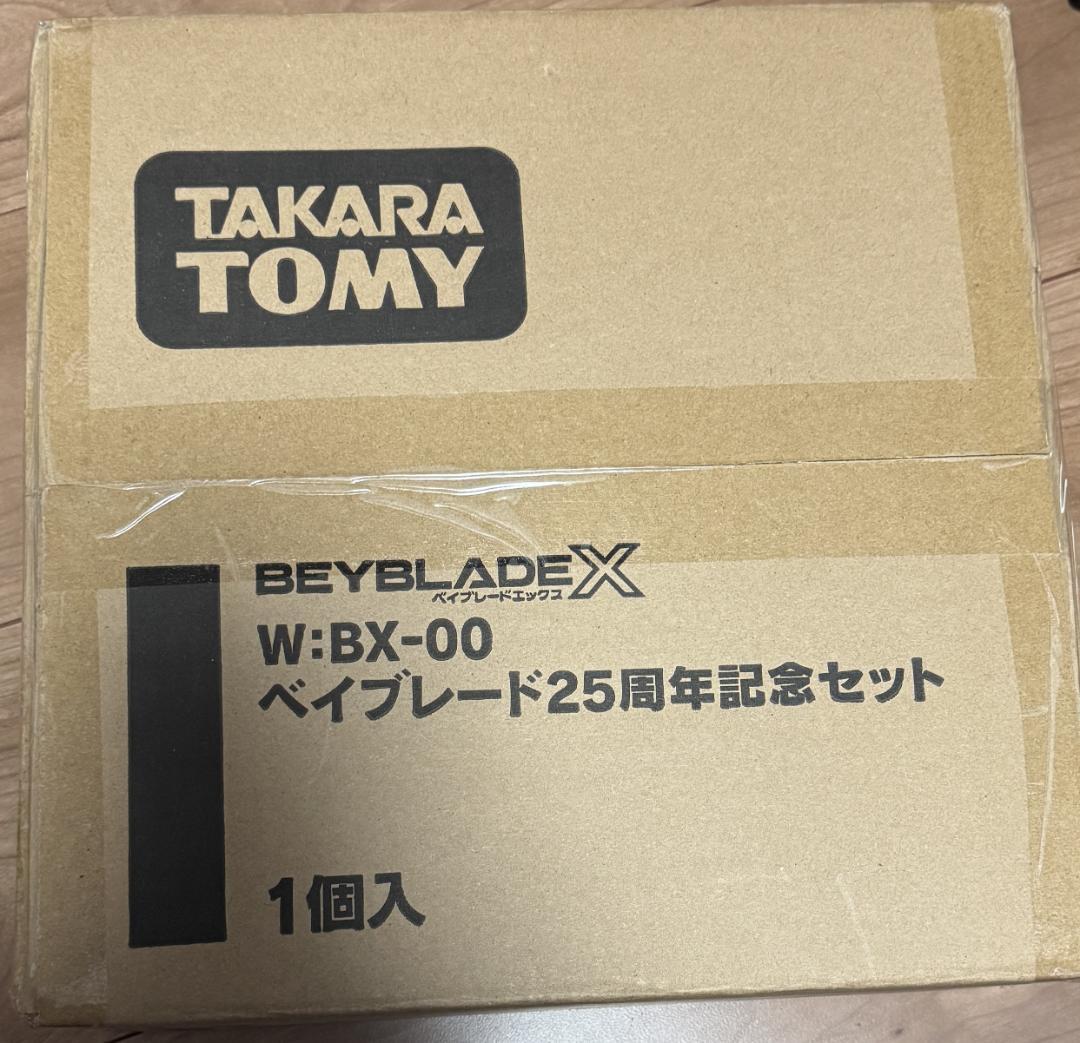 TAKARA
TOMY
BEYBLADE X
ベイブレードエックス
W:BX-00
ベイブレード25周年記念セット
1個入